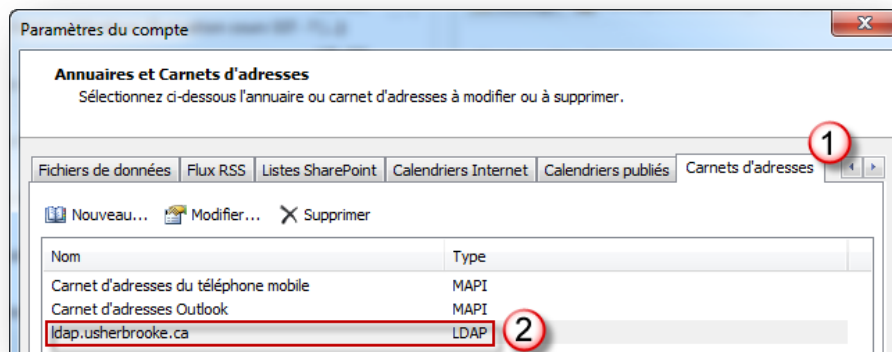 Paramètres du compte
x
Annuaires et Carnets d'adresses
Sélectionnez ci-dessous l'annuaire ou carnet d'adresses à modifier ou à supprimer.
1
Fichiers de données Flux RSS Listes SharePoint Calendriers Internet Calendriers publiés Carnets d'adresses
Nouveau... Modifier... Supprimer
Nom Type
Carnet d'adresses du téléphone mobile MAPI
Carnet d'adresses Outlook MAPI
ldap.usherbrooke.ca LDAP 2